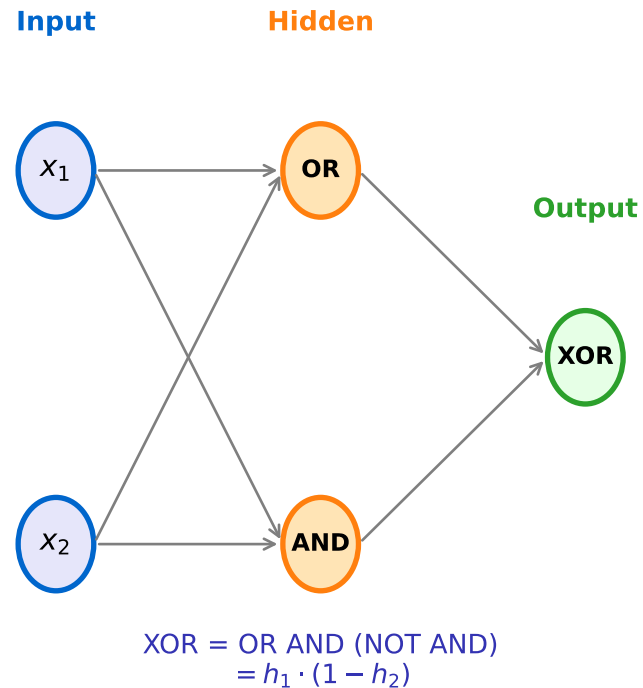 Input
Hidden
x₁
OR
Output
XOR
x₂
AND
XOR = OR AND (NOT AND)
= h₁ · (1 − h₂)